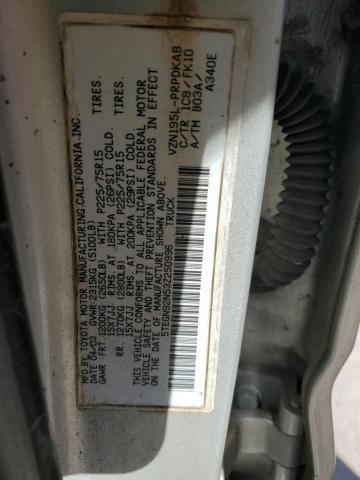 MFD BY TOYOTA MOTOR MANUFACTURING, CALIFORNIA, INC.
DATE 04/03 GVWR: 2315KG (5100LB)
GAWR: FRT 1200KG (2650LB) WITH P225/75R15
15X7JJ RIMS, AT 180KPA (26PSI) COLD.
RR. 1270KG (2800LB) WITH P225/75R15
15X7JJ RIMS, AT 200KPA (29PSI) COLD.
THIS VEHICLE CONFORMS TO ALL APPLICABLE FEDERAL MOTOR
VEHICLE SAFETY AND THEFT PREVENTION STANDARDS IN EFFECT
ON THE DATE OF MANUFACTURE SHOWN ABOVE.
5TEGN92N53Z250996 TRUCK
VZN195L-PRPDKAB
C/TR 1C8/FK10
A/TM B03A/
A340E